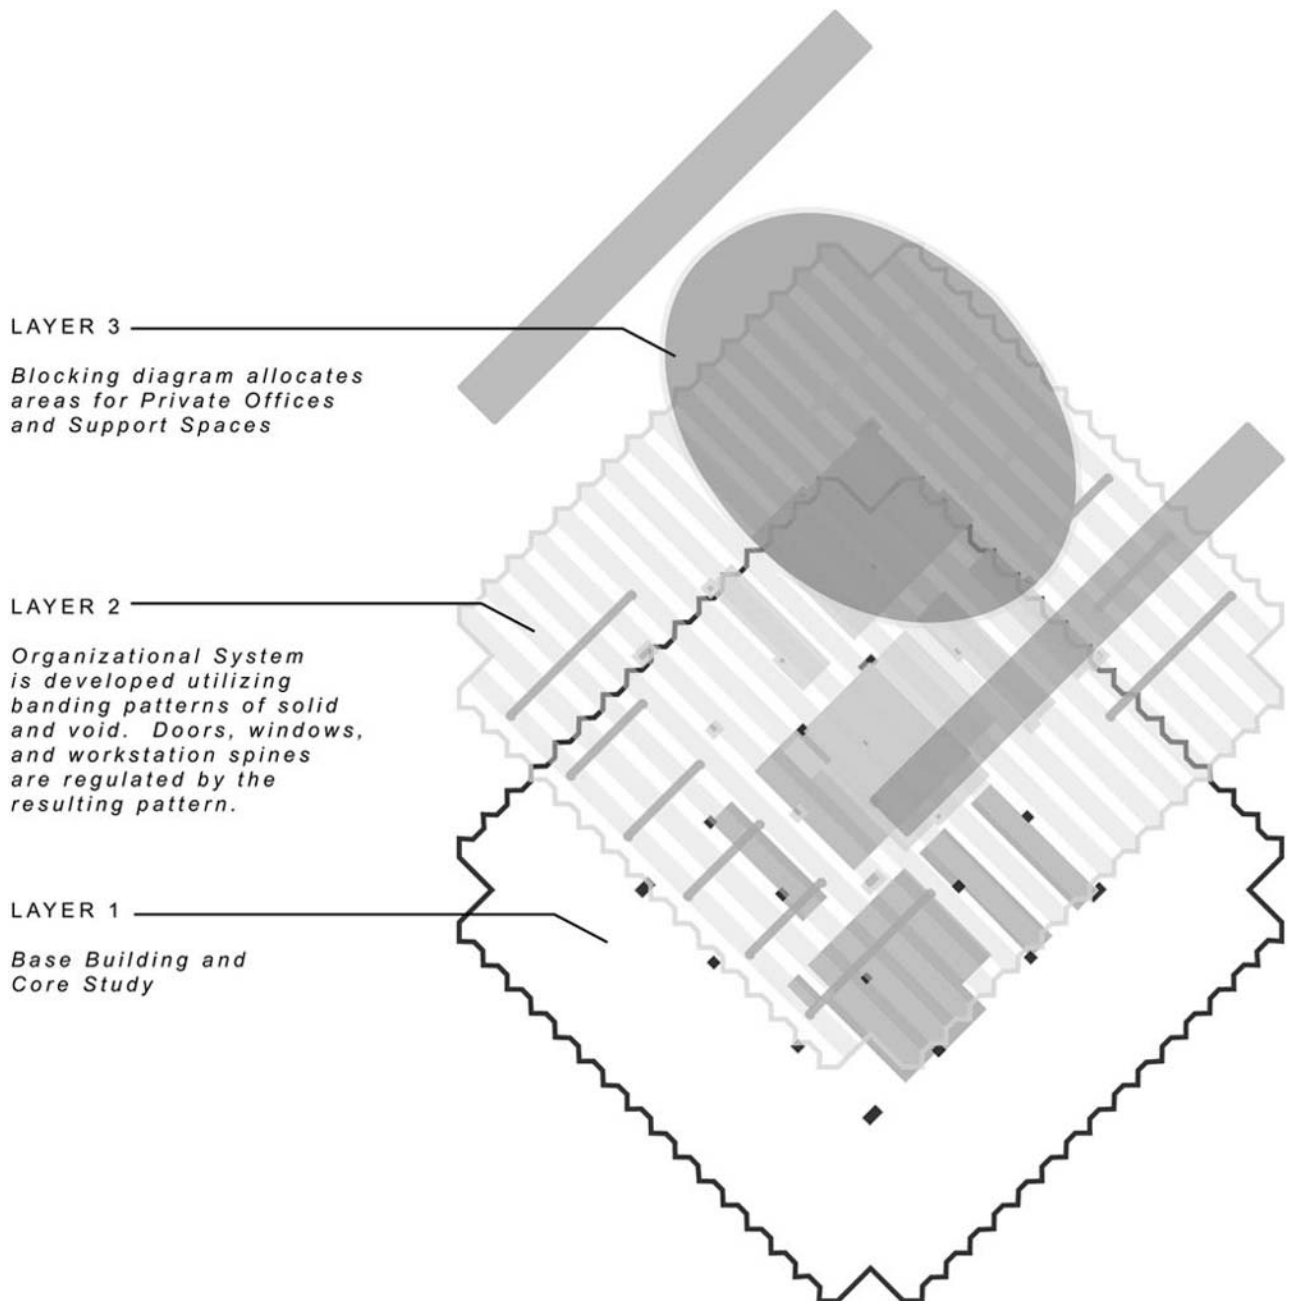 LAYER 3
Blocking diagram allocates
areas for Private Offices
and Support Spaces
LAYER 2
Organizational System
is developed utilizing
banding patterns of solid
and void. Doors, windows,
and workstation spines
are regulated by the
resulting pattern.
LAYER 1
Base Building and
Core Study